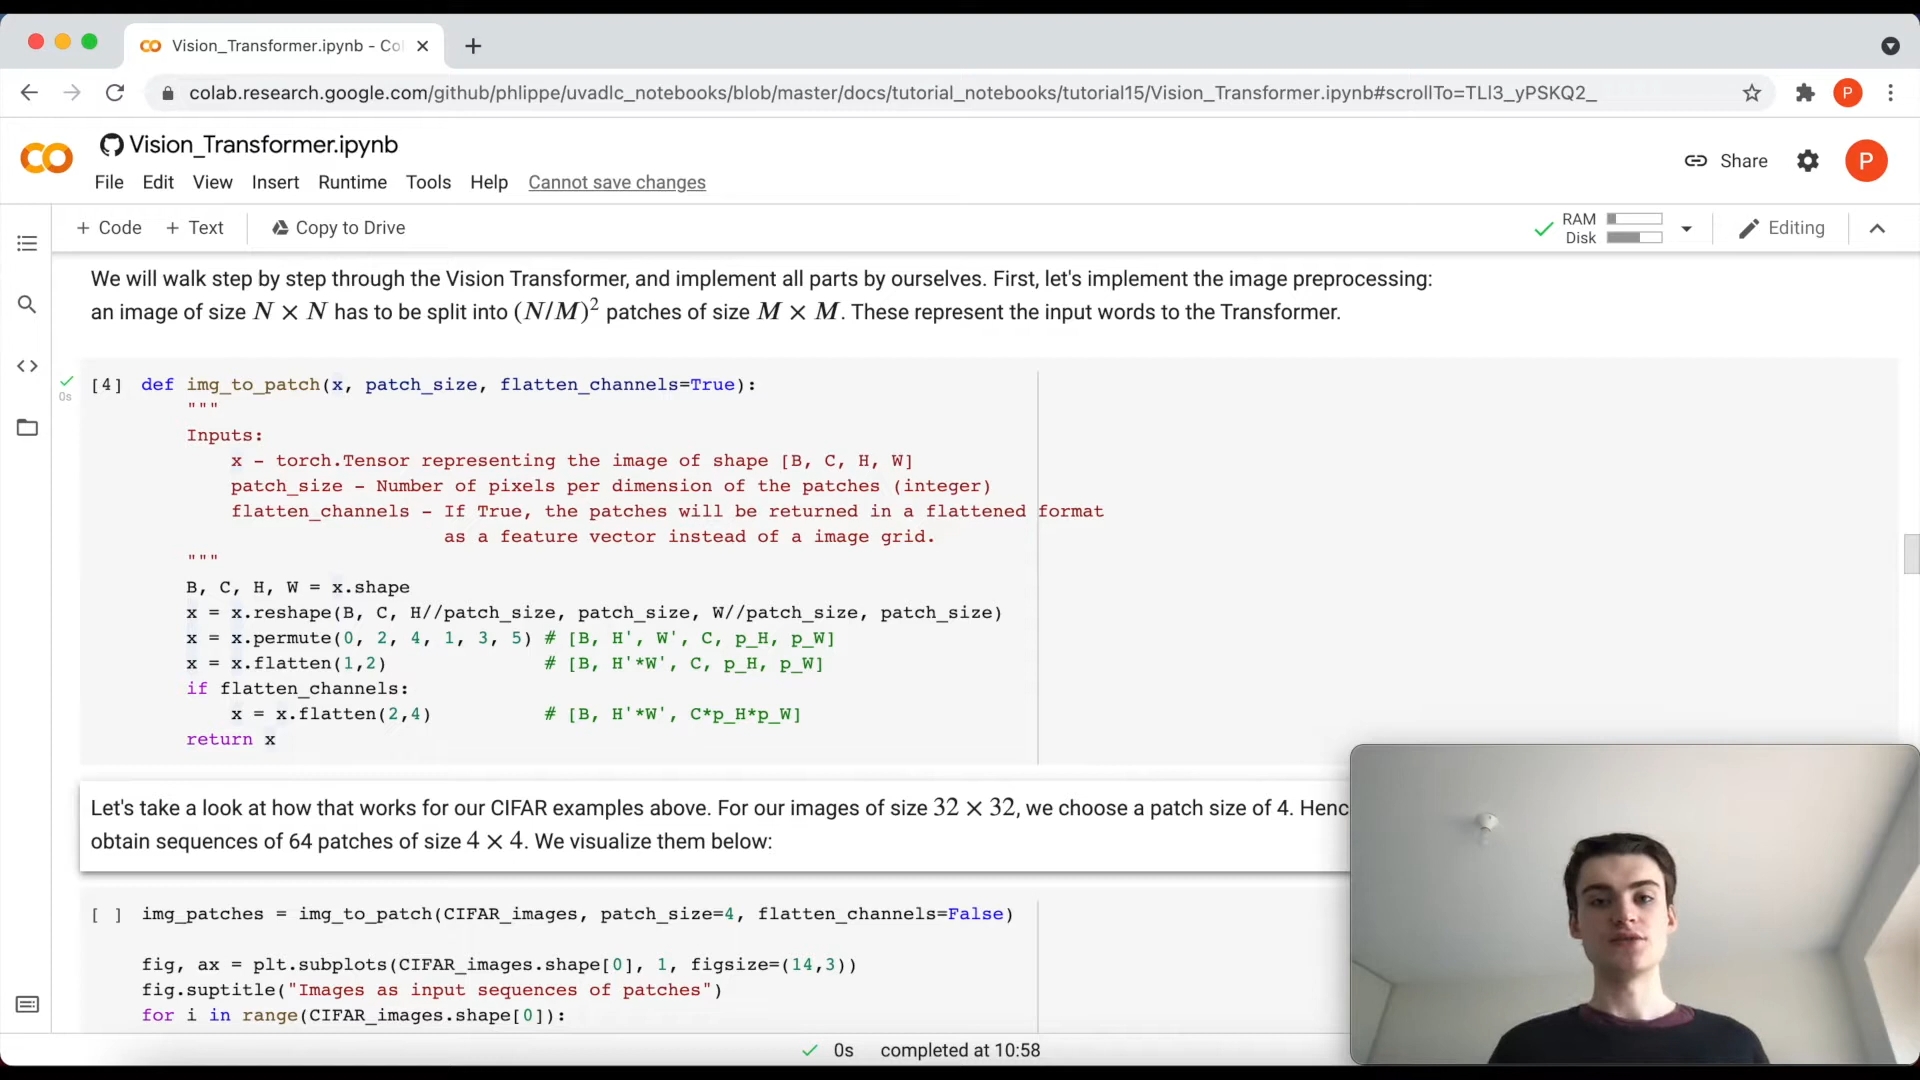 Vision_Transformer.ipynb - Co
colab.research.google.com/github/phlippe/uvadlc_notebooks/blob/master/docs/tutorial_notebooks/tutorial15/Vision_Transformer.ipynb#scrollTo=TLl3_yPSKQ2_
P
CO
Vision_Transformer.ipynb
Share
P
File Edit View Insert Runtime Tools Help Cannot save changes
+ Code + Text Copy to Drive
RAM
Disk
Editing
We will walk step by step through the Vision Transformer, and implement all parts by ourselves. First, let's implement the image preprocessing:
an image of size N × N has to be split into (N/M)² patches of size M × M. These represent the input words to the Transformer.
0s
[4] def img_to_patch(x, patch_size, flatten_channels=True):
"""
Inputs:
x - torch.Tensor representing the image of shape [B, C, H, W]
patch_size - Number of pixels per dimension of the patches (integer)
flatten_channels - If True, the patches will be returned in a flattened format
as a feature vector instead of a image grid.
"""
B, C, H, W = x.shape
x = x.reshape(B, C, H//patch_size, patch_size, W//patch_size, patch_size)
x = x.permute(0, 2, 4, 1, 3, 5) # [B, H', W', C, p_H, p_W]
x = x.flatten(1,2) # [B, H'*W', C, p_H, p_W]
if flatten_channels:
x = x.flatten(2,4) # [B, H'*W', C*p_H*p_W]
return x
Let's take a look at how that works for our CIFAR examples above. For our images of size 32 × 32, we choose a patch size of 4. Henc
obtain sequences of 64 patches of size 4 × 4. We visualize them below:
[ ] img_patches = img_to_patch(CIFAR_images, patch_size=4, flatten_channels=False)
fig, ax = plt.subplots(CIFAR_images.shape[0], 1, figsize=(14,3))
fig.suptitle("Images as input sequences of patches")
for i in range(CIFAR_images.shape[0]):
0s completed at 10:58